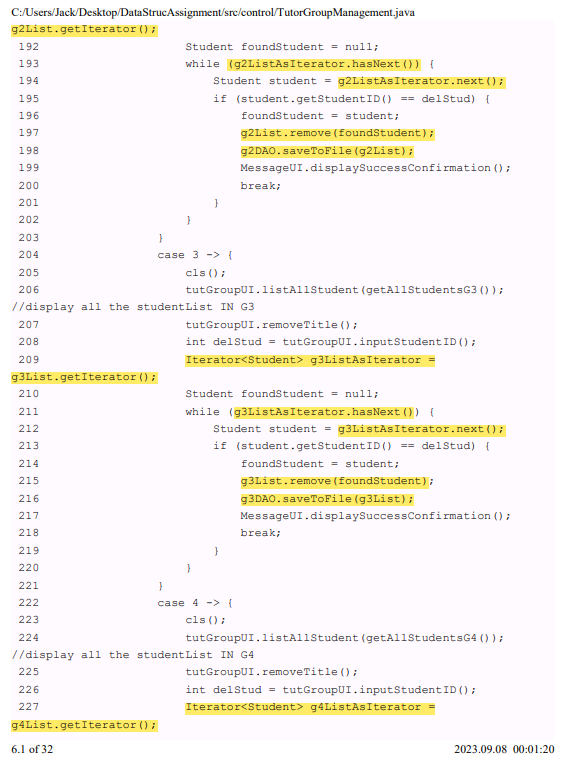 C:/Users/Jack/Desktop/DataStrucAssignment/src/control/TutorGroupManagement.java
g2List.getIterator();
192                     Student foundStudent = null;
193                     while (g2ListAsIterator.hasNext()) {
194                         Student student = g2ListAsIterator.next();
195                         if (student.getStudentID() == delStud) {
196                             foundStudent = student;
197                             g2List.remove(foundStudent);
198                             g2DAO.saveToFile(g2List);
199                             MessageUI.displaySuccessConfirmation();
200                             break;
201                         }
202                     }
203                 }
204                 case 3 -> {
205                     cls();
206                     tutGroupUI.listAllStudent(getAllStudentsG3());
//display all the studentList IN G3
207                     tutGroupUI.removeTitle();
208                     int delStud = tutGroupUI.inputStudentID();
209                     Iterator<Student> g3ListAsIterator =
g3List.getIterator();
210                     Student foundStudent = null;
211                     while (g3ListAsIterator.hasNext()) {
212                         Student student = g3ListAsIterator.next();
213                         if (student.getStudentID() == delStud) {
214                             foundStudent = student;
215                             g3List.remove(foundStudent);
216                             g3DAO.saveToFile(g3List);
217                             MessageUI.displaySuccessConfirmation();
218                             break;
219                         }
220                     }
221                 }
222                 case 4 -> {
223                     cls();
224                     tutGroupUI.listAllStudent(getAllStudentsG4());
//display all the studentList IN G4
225                     tutGroupUI.removeTitle();
226                     int delStud = tutGroupUI.inputStudentID();
227                     Iterator<Student> g4ListAsIterator =
g4List.getIterator();
6.1 of 32 2023.09.08 00:01:20